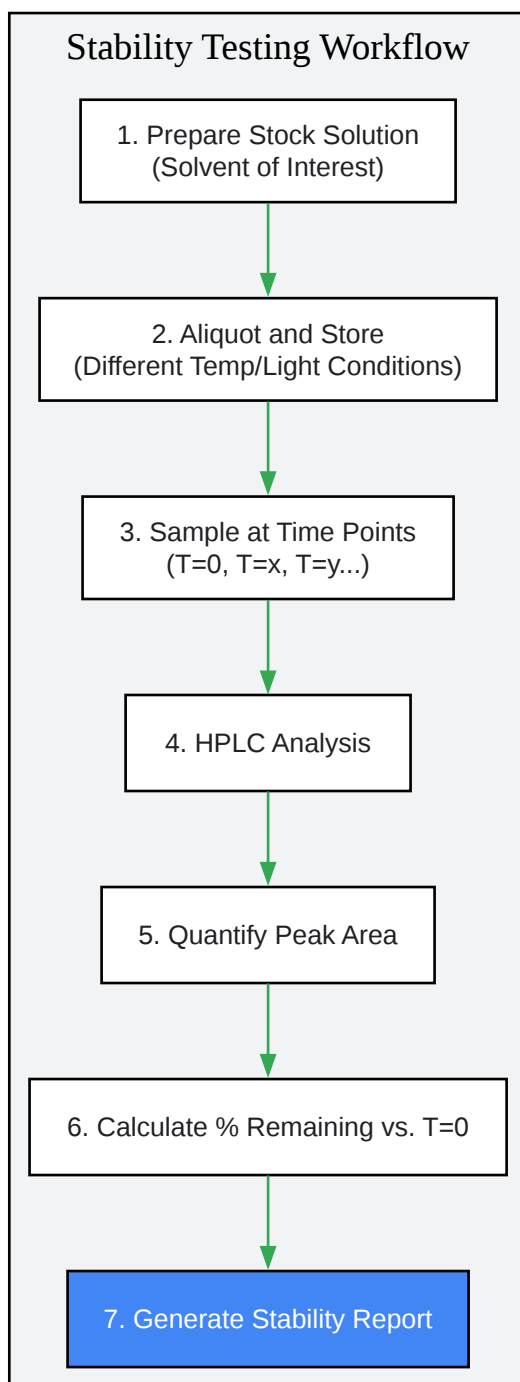 Stability Testing Workflow
1. Prepare Stock Solution
(Solvent of Interest)
2. Aliquot and Store
(Different Temp/Light Conditions)
3. Sample at Time Points
(T=0, T=x, T=y...)
4. HPLC Analysis
5. Quantify Peak Area
6. Calculate % Remaining vs. T=0
7. Generate Stability Report